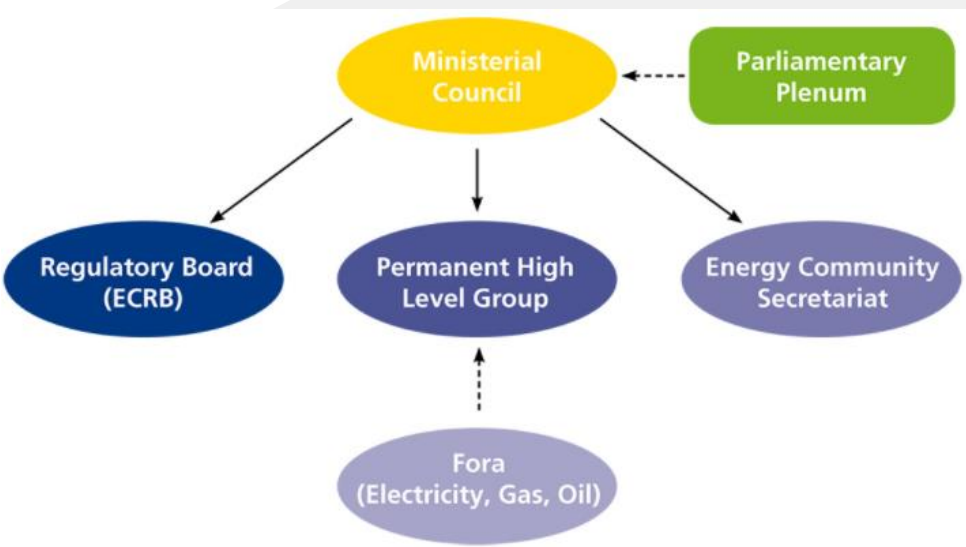 Ministerial
Council
Parliamentary
Plenum
Regulatory Board
(ECRB)
Permanent High
Level Group
Energy Community
Secretariat
Fora
(Electricity, Gas, Oil)